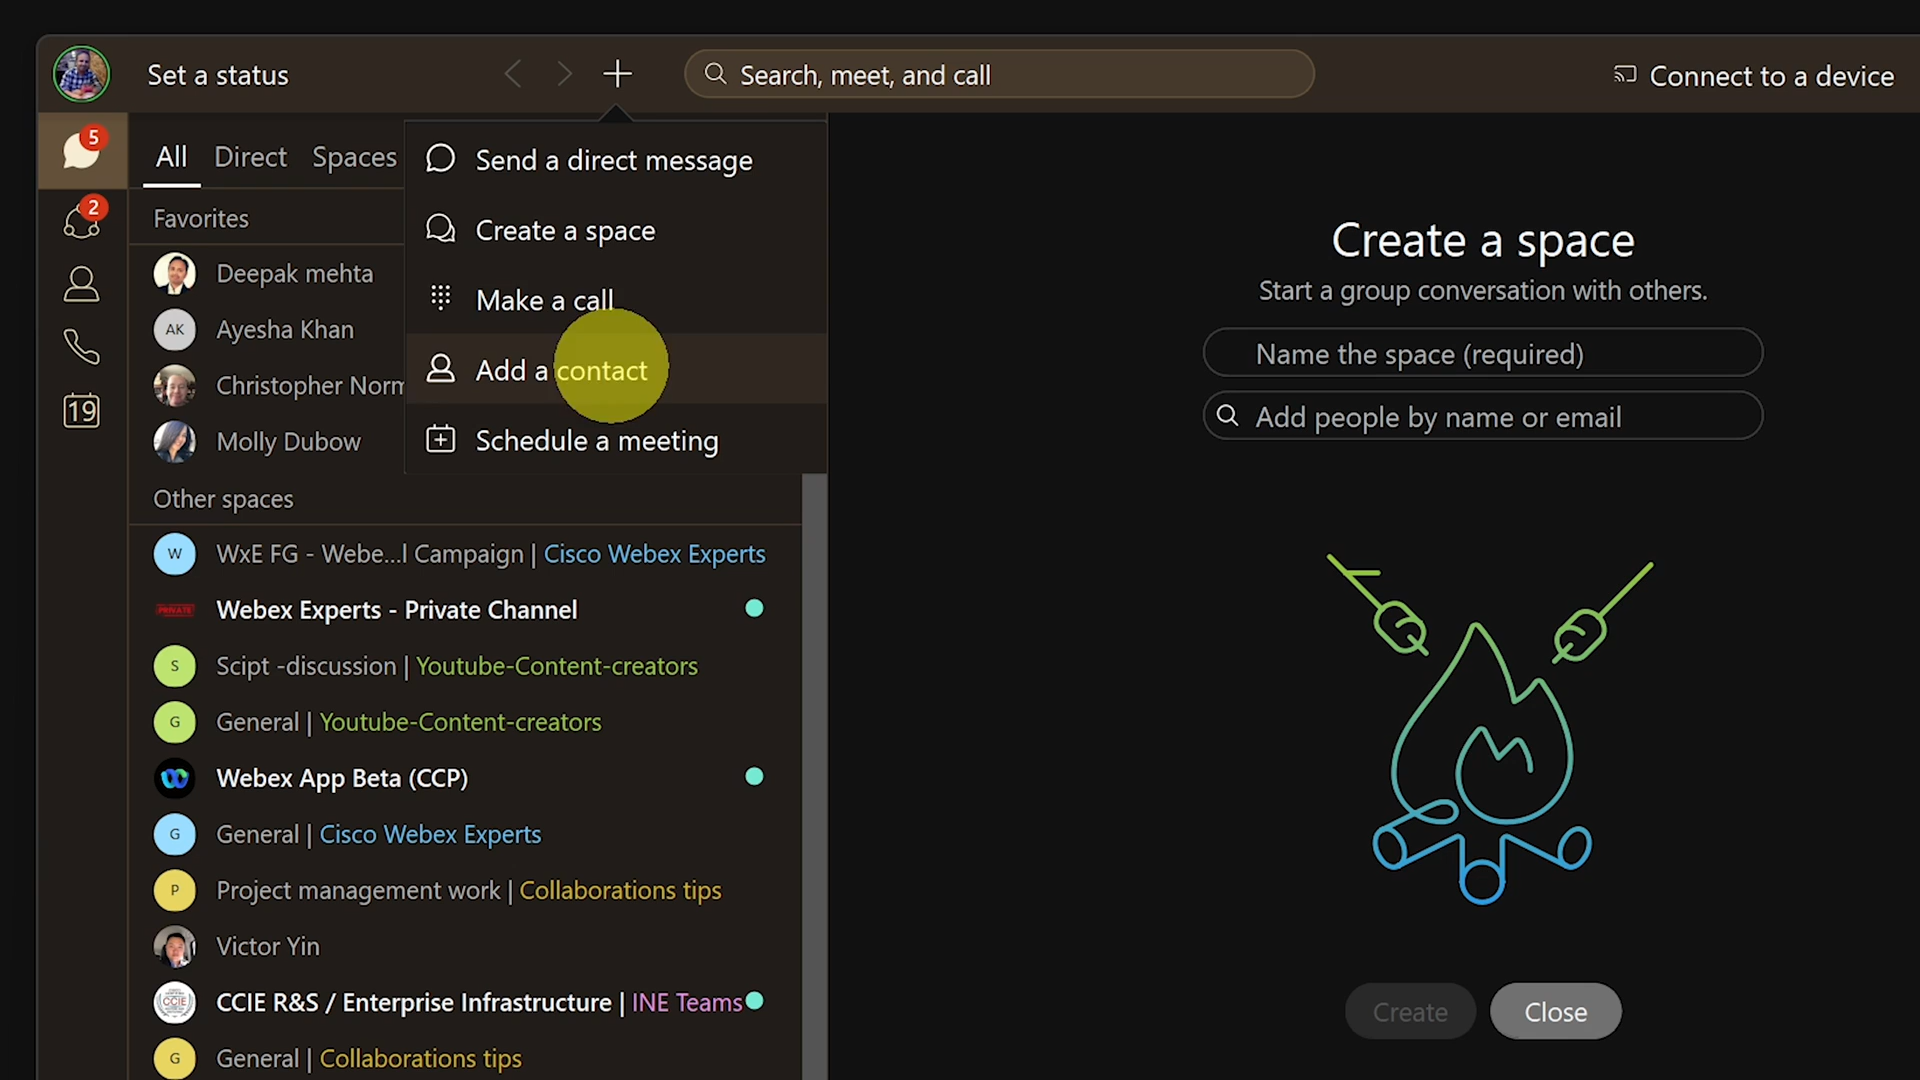 Set a status
Search, meet, and call
Connect to a device
5
2
19
All Direct Spaces
Favorites
Deepak mehta
AK Ayesha Khan
Christopher Norm
Molly Dubow
Send a direct message
Create a space
Make a call
Add a contact
Schedule a meeting
Other spaces
W WxE FG - Webe...l Campaign | Cisco Webex Experts
PRIVATE Webex Experts - Private Channel
S Scipt -discussion | Youtube-Content-creators
G General | Youtube-Content-creators
Webex App Beta (CCP)
G General | Cisco Webex Experts
P Project management work | Collaborations tips
Victor Yin
CCIE CCIE R&S / Enterprise Infrastructure | INE Teams
G General | Collaborations tips
Create a space
Start a group conversation with others.
Name the space (required)
Add people by name or email
Create Close